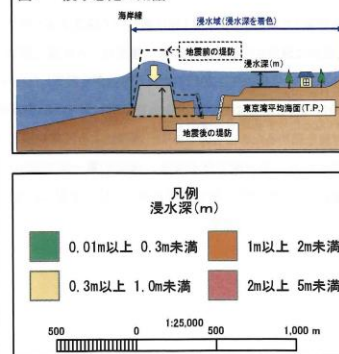 海岸線
浸水域(浸水深を着色)
地震前の堤防
浸水深(m)
東京湾平均海面(T.P.)
地震後の堤防
凡例
浸水深(m)
0.01m以上 0.3m未満
1m以上 2m未満
0.3m以上 1.0m未満
2m以上 5m未満
1:25,000
500 0 500 1,000 m